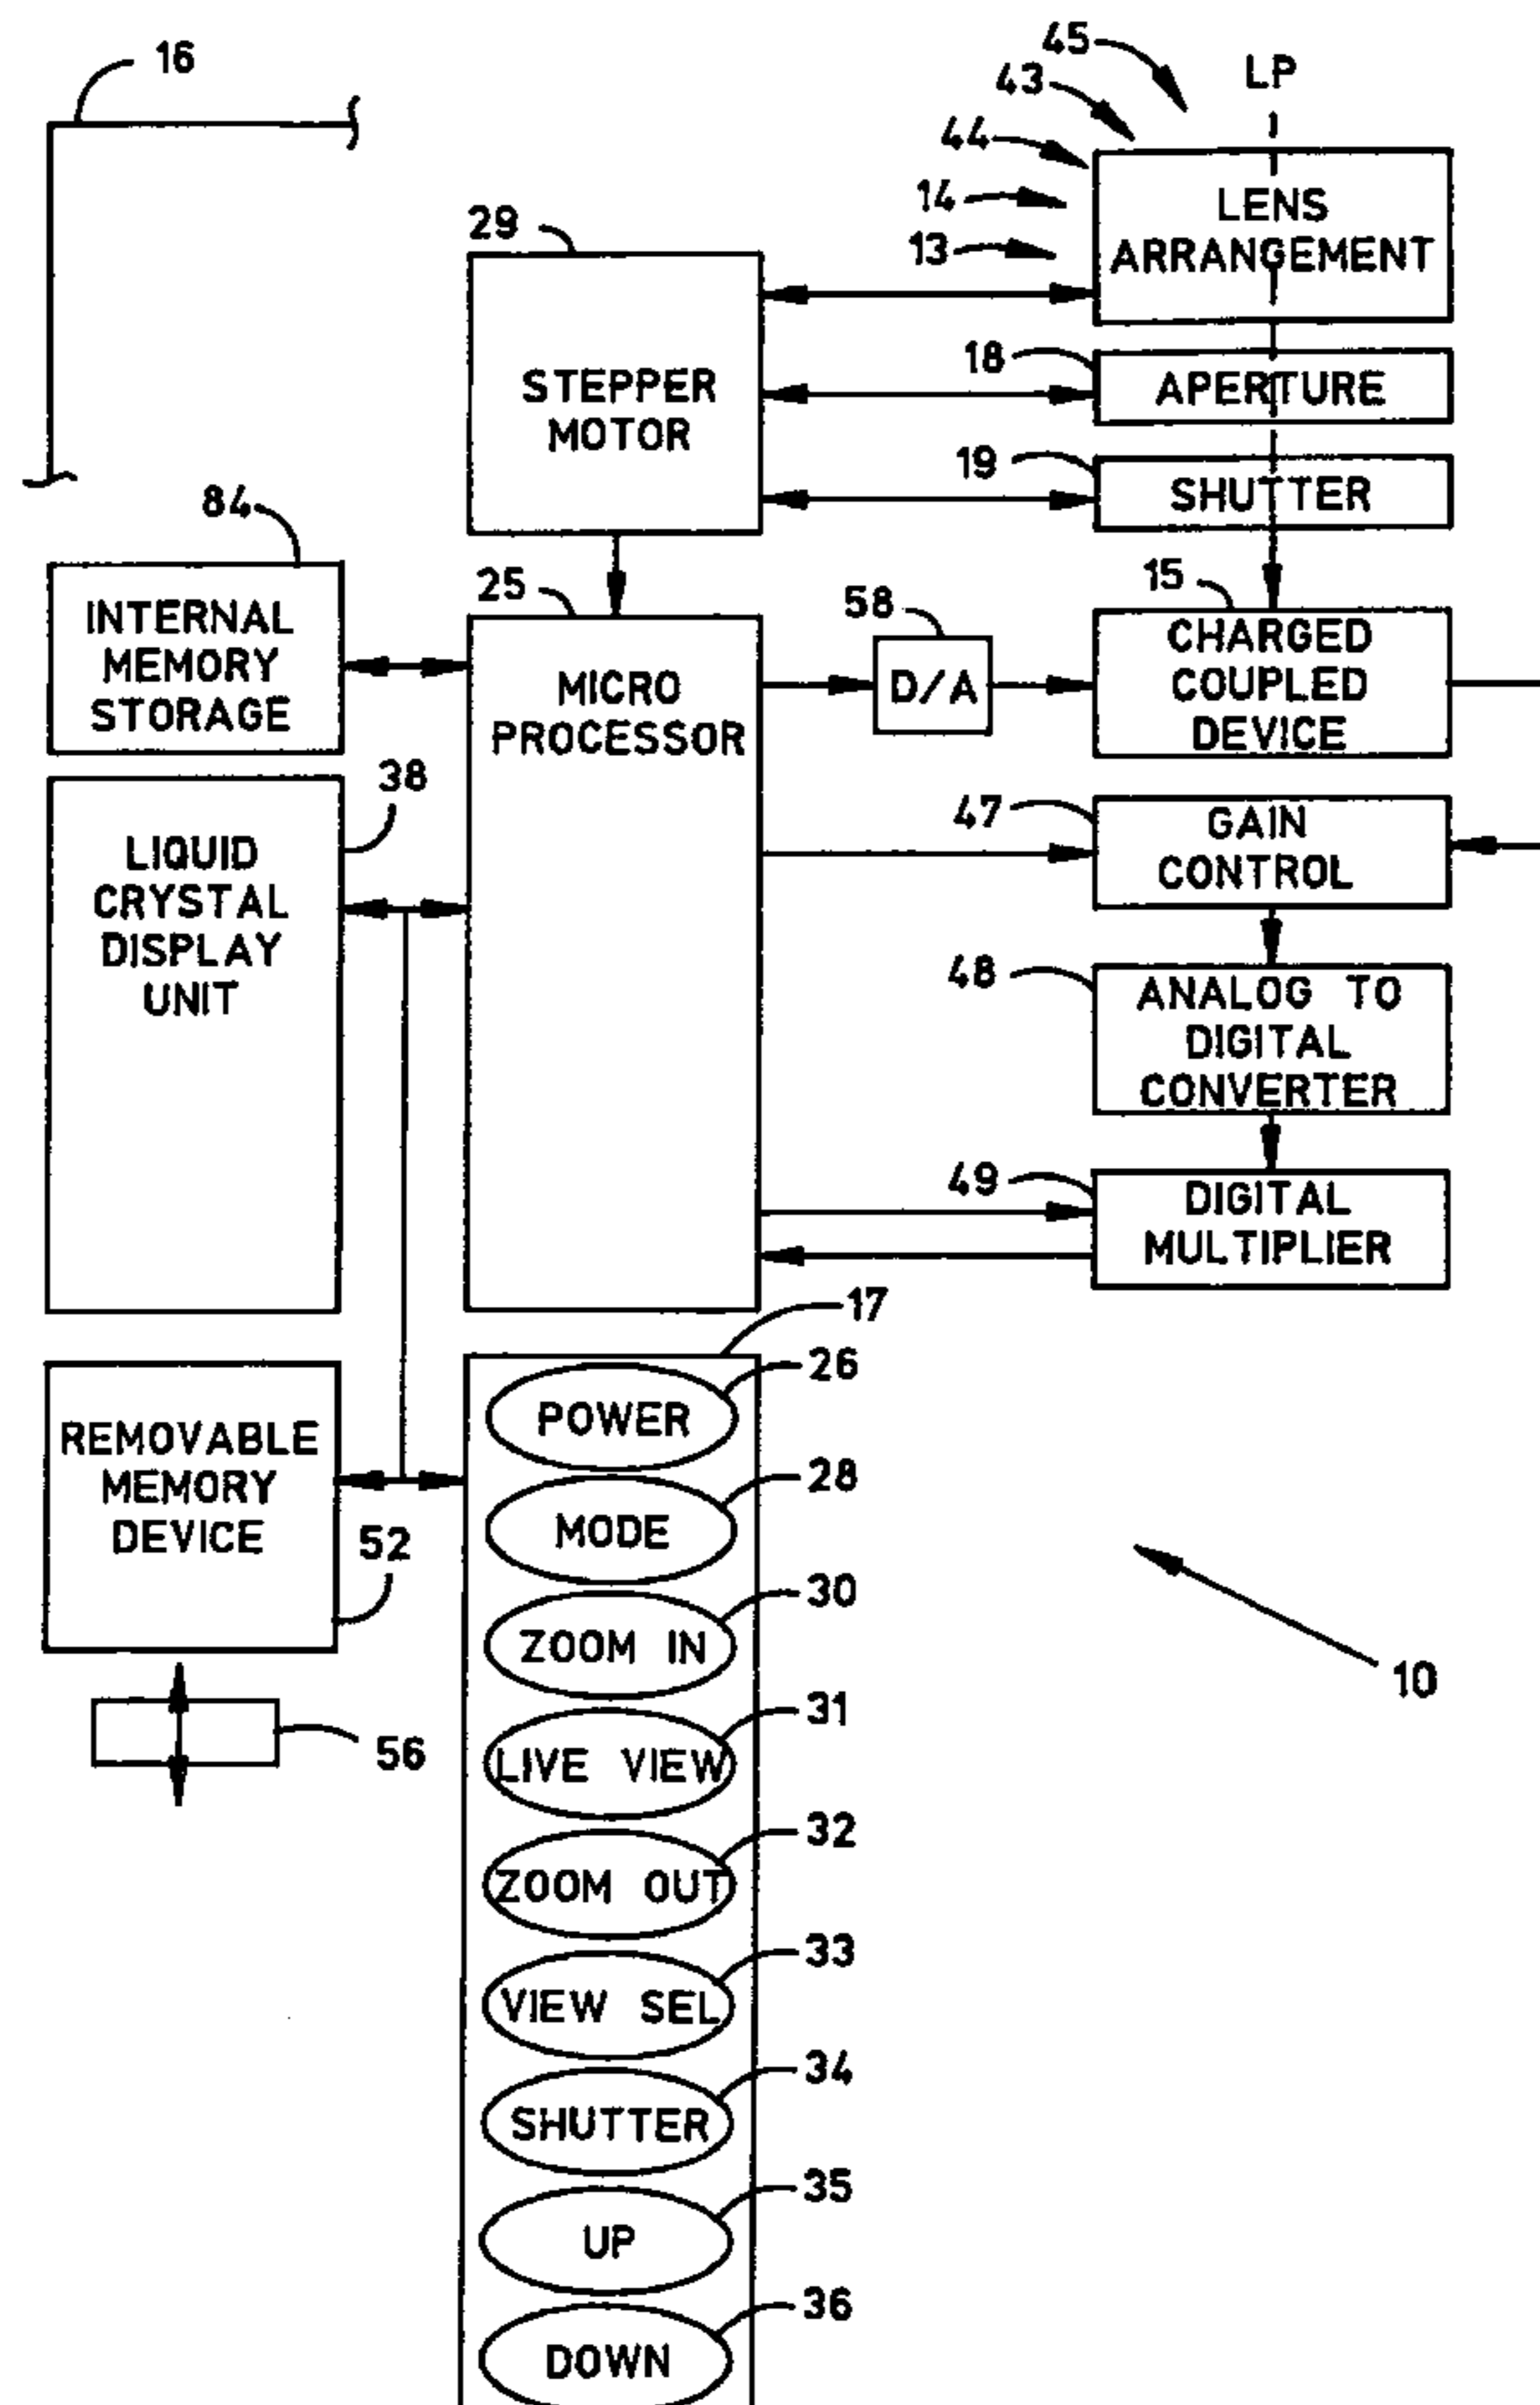 16
45
LP
43
44
14
13
LENS
ARRANGEMENT
29
STEPPER
MOTOR
18
APERTURE
19
SHUTTER
84
INTERNAL
MEMORY
STORAGE
25
MICRO
PROCESSOR
58
D/A
15
CHARGED
COUPLED
DEVICE
38
LIQUID
CRYSTAL
DISPLAY
UNIT
47
GAIN
CONTROL
48
ANALOG TO
DIGITAL
CONVERTER
49
DIGITAL
MULTIPLIER
17
REMOVABLE
MEMORY
DEVICE
52
56
26
POWER
28
MODE
30
ZOOM IN
31
LIVE VIEW
32
ZOOM OUT
33
VIEW SEL
34
SHUTTER
35
UP
36
DOWN
10